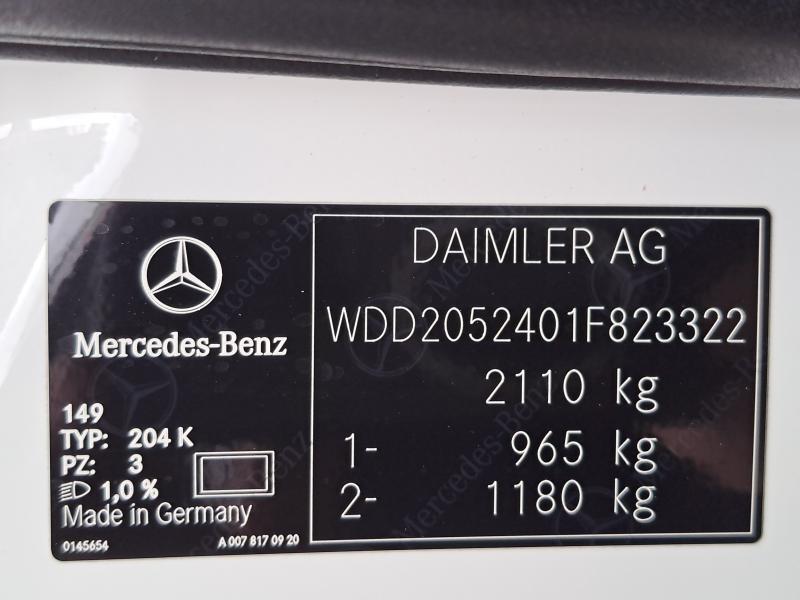 Mercedes-Benz
149
TYP: 204 K
PZ: 3
1,0 %
Made in Germany
0145654
A 007 817 09 20
DAIMLER AG
WDD2052401F823322
2110 kg
1- 965 kg
2- 1180 kg